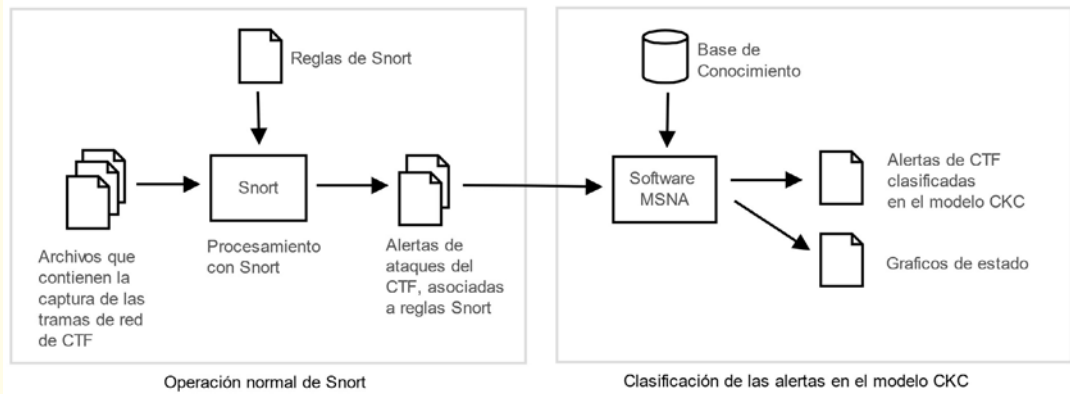 Reglas de Snort
Snort
Archivos que
contienen la
captura de las
tramas de red
de CTF
Procesamiento
con Snort
Alertas de
ataques del
CTF, asociadas
a reglas Snort
Operación normal de Snort
Base de
Conocimiento
Software
MSNA
Alertas de CTF
clasificadas
en el modelo CKC
Graficos de estado
Clasificación de las alertas en el modelo CKC